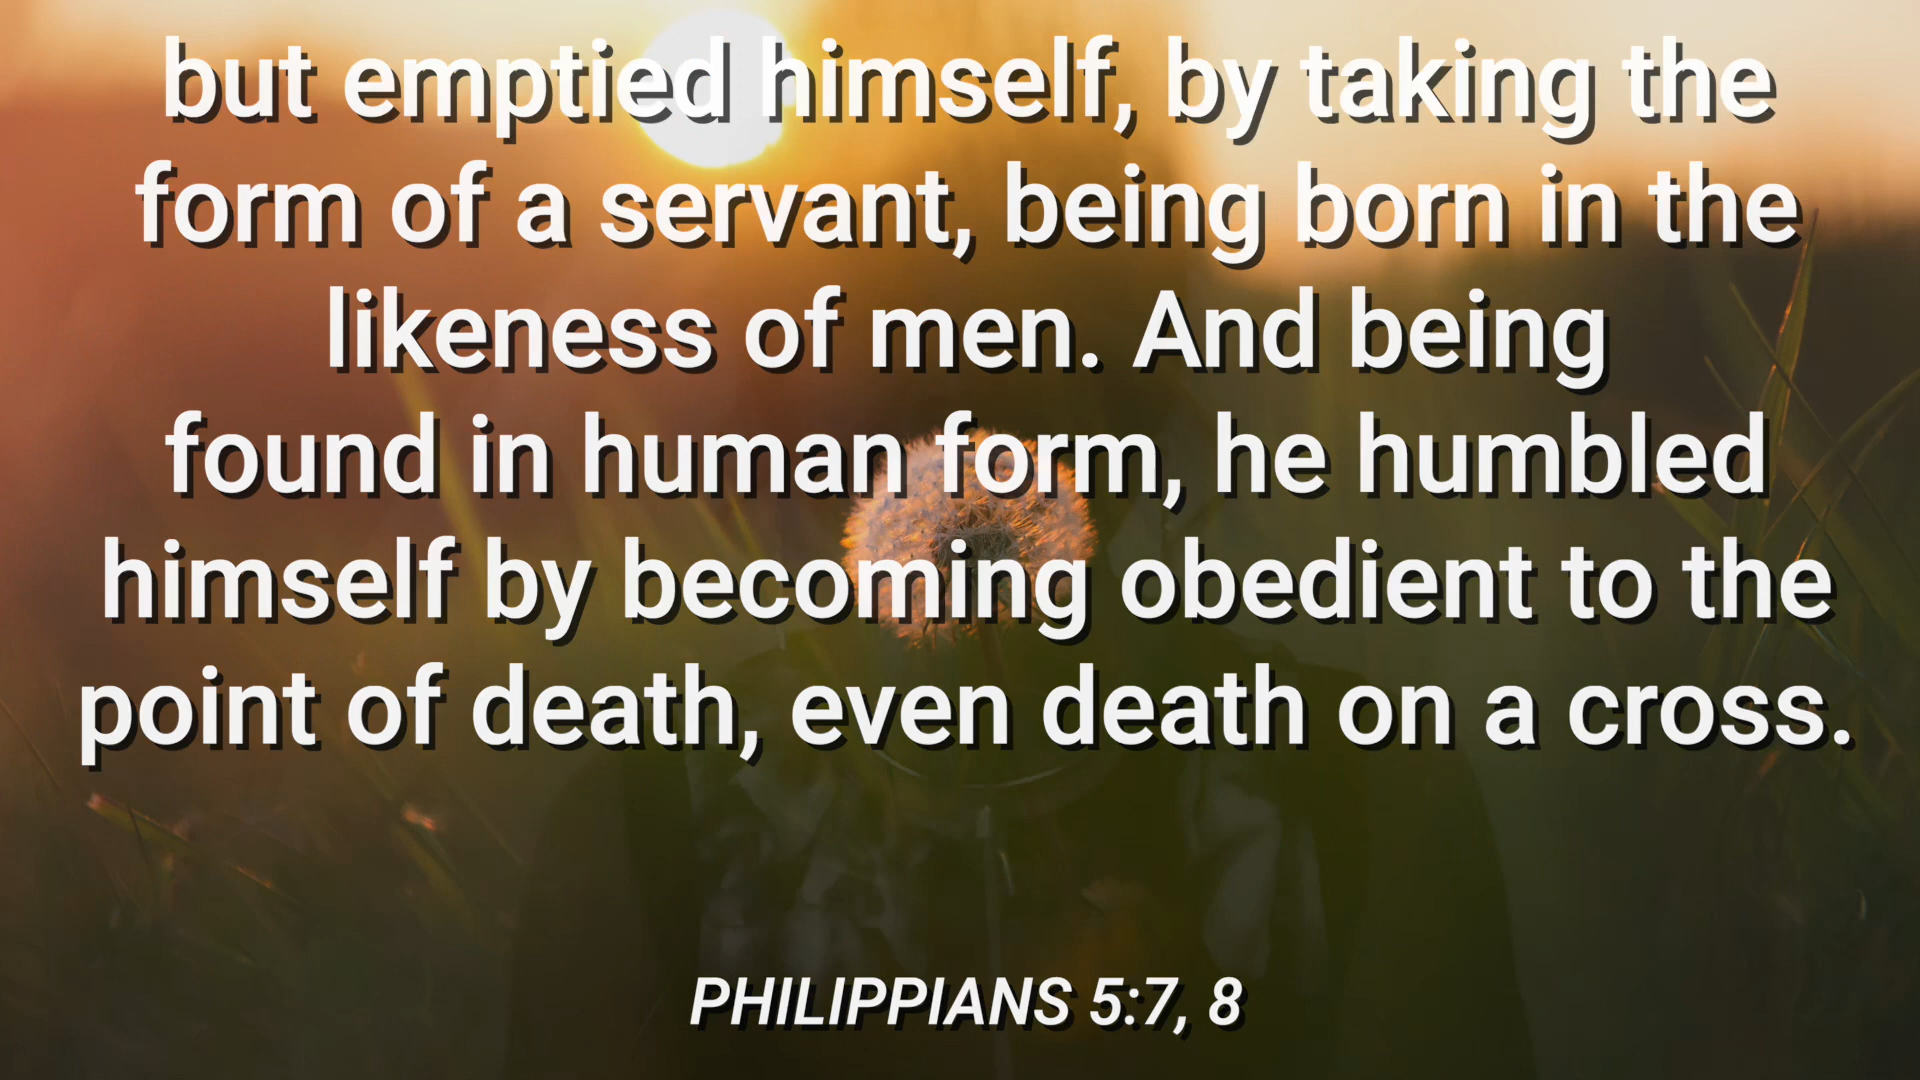 but emptied himself, by taking the
form of a servant, being born in the
likeness of men. And being
found in human form, he humbled
himself by becoming obedient to the
point of death, even death on a cross.
PHILIPPIANS 5:7, 8